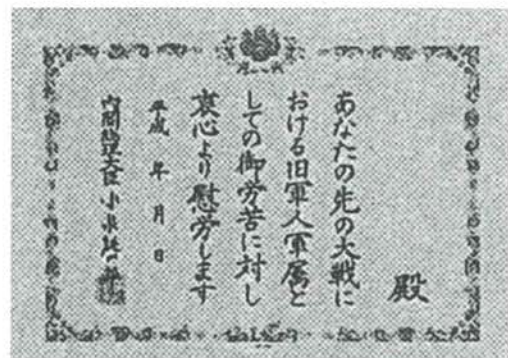 殿
あなたの先の大戦に
おける旧軍人軍属と
しての御労苦に対し
衷心より慰労します
平成 年 月 日
内閣総理大臣 小泉純一郎